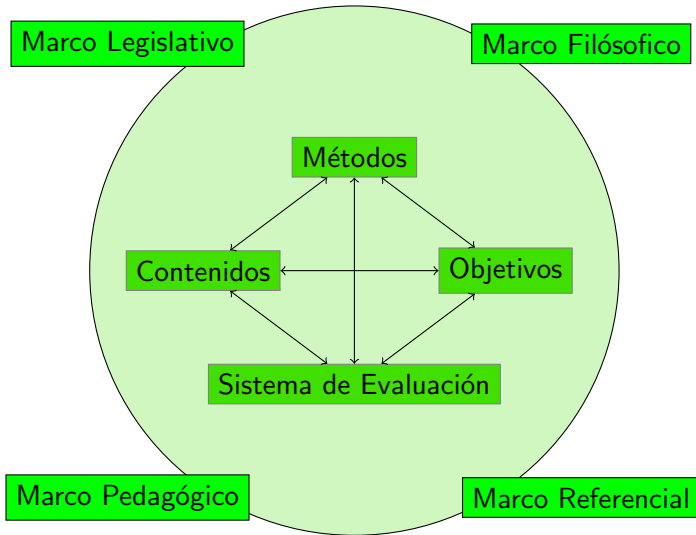 Marco Legislativo
Marco Filósofico
Métodos
Contenidos
Objetivos
Sistema de Evaluación
Marco Pedagógico
Marco Referencial